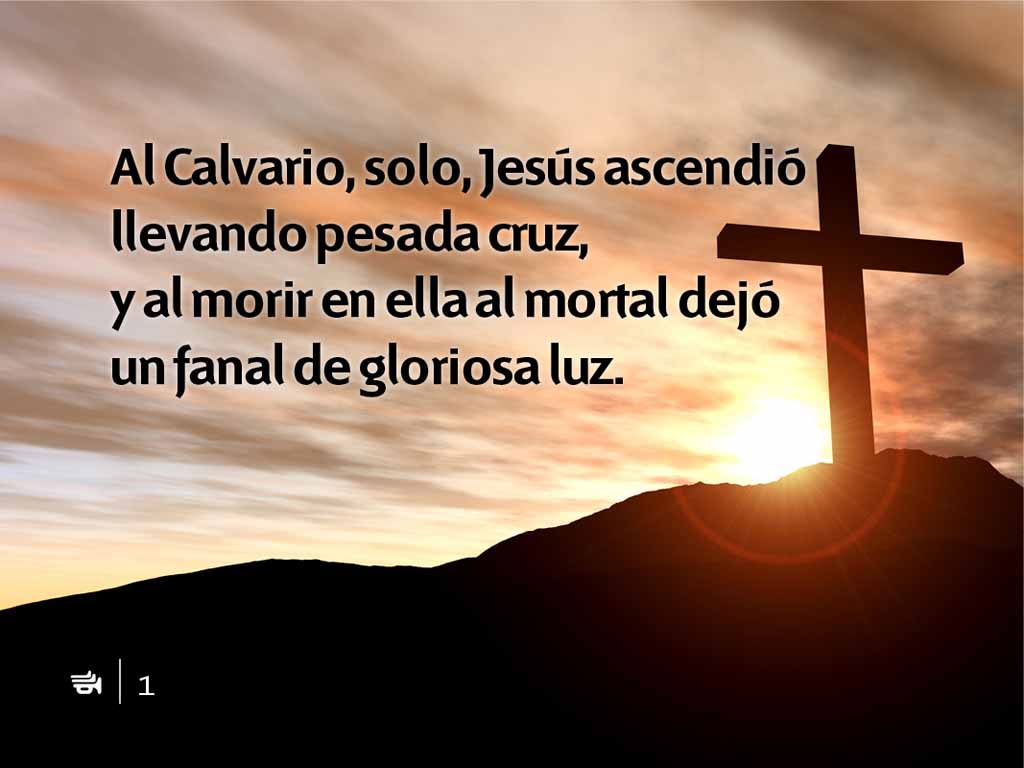 Al Calvario, solo, Jesús ascendió
llevando pesada cruz,
y al morir en ella al mortal dejó
un fanal de gloriosa luz.
1